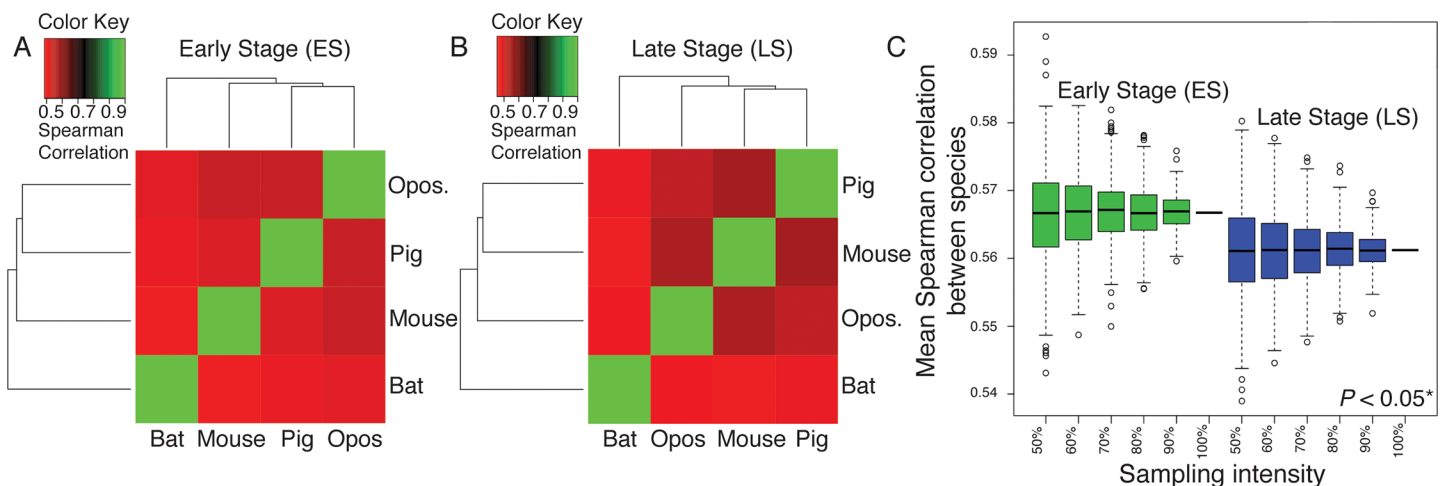 A
Color Key
0.5 0.7 0.9
Spearman
Correlation
Early Stage (ES)
Opos.
Pig
Mouse
Bat
Bat Mouse Pig Opos
B
Color Key
0.5 0.7 0.9
Spearman
Correlation
Late Stage (LS)
Pig
Mouse
Opos.
Bat
Bat Opos Mouse Pig
C
Mean Spearman correlation
between species
0.59
0.58
0.57
0.56
0.55
0.54
Early Stage (ES)
Late Stage (LS)
P < 0.05*
50% 60% 70% 80% 90% 100% 50% 60% 70% 80% 90% 100%
Sampling intensity